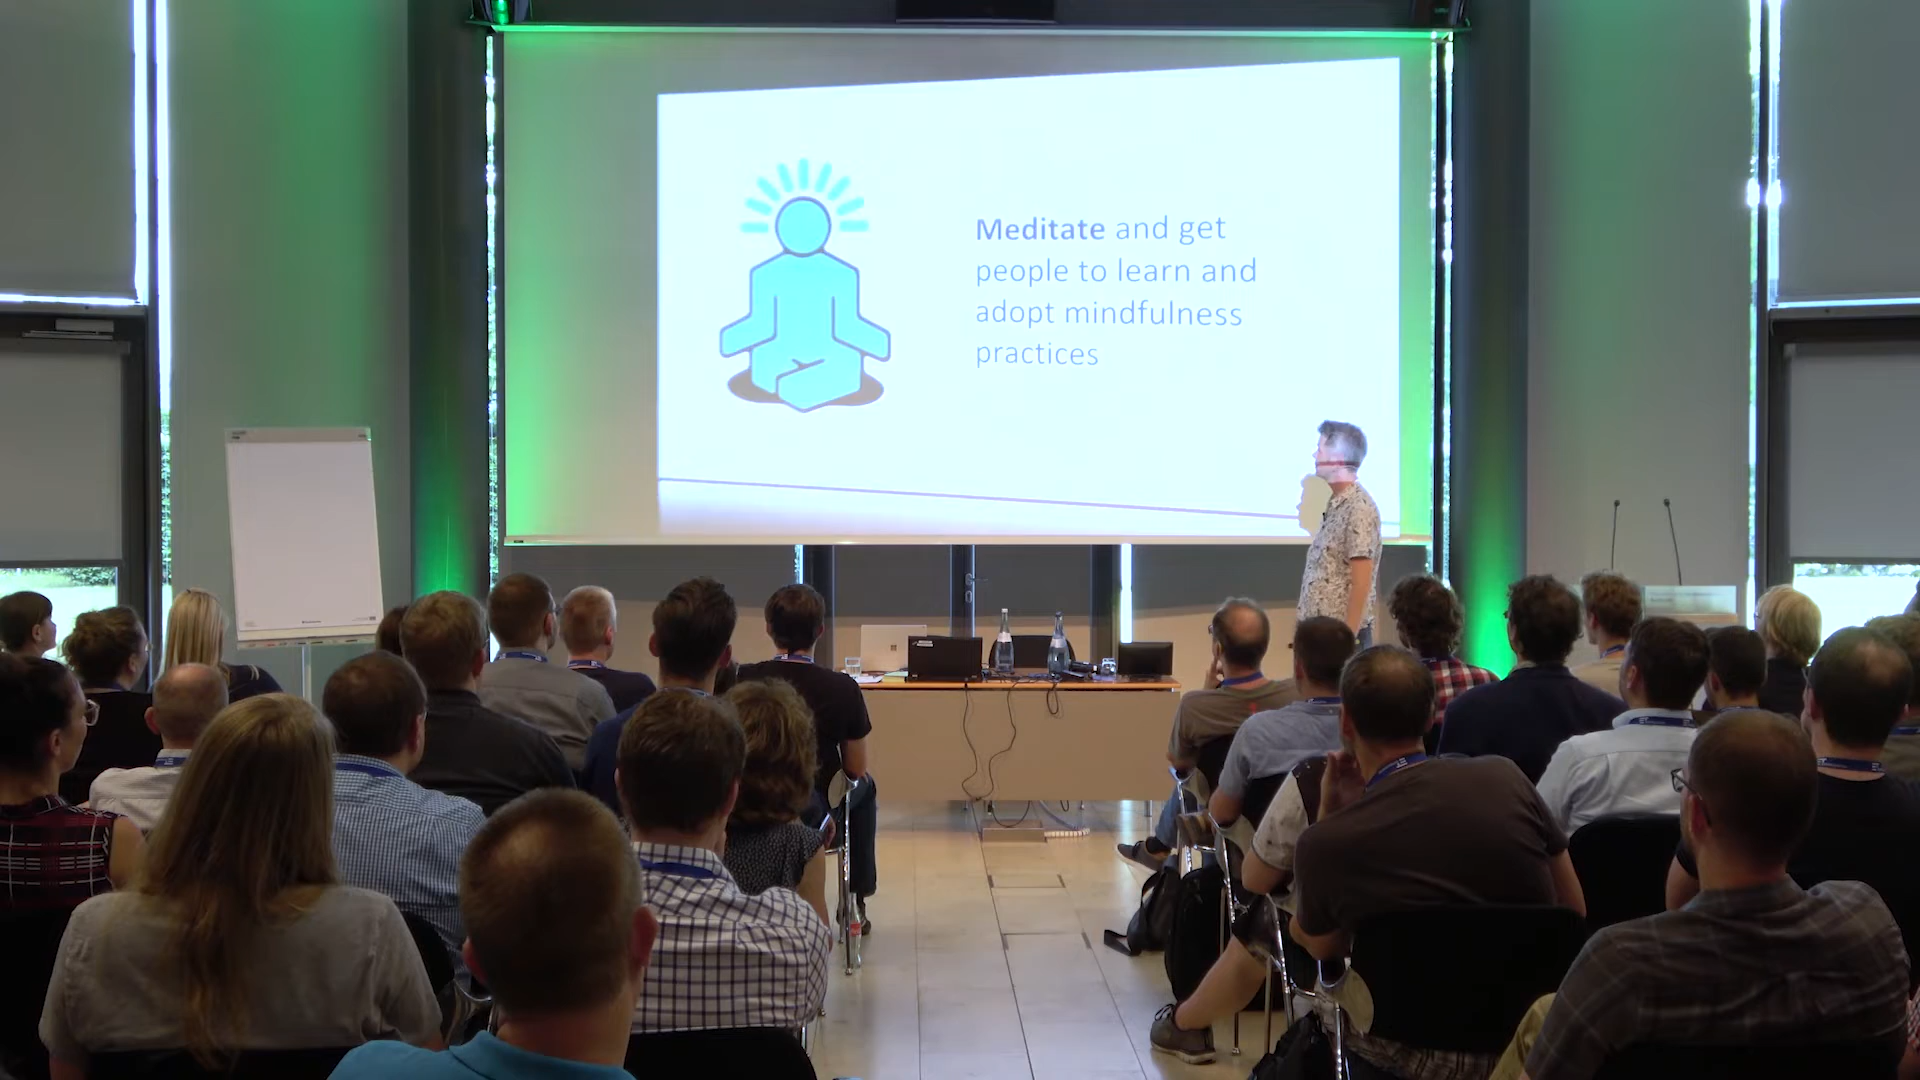 Meditate and get
people to learn and
adopt mindfulness
practices